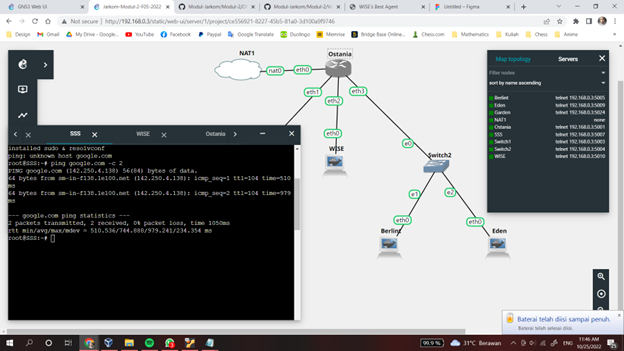 GNS3 Web UI
Jarkom-Modul-2-F05-2022
Modul-Jarkom/Modul-2/
Modul-Jarkom/Modul-2/
WISE's Best Agent
Untitled – Figma
Not secure | http://192.168.0.3/static/web-ui/server/1/project/
Design
Gmail
My Drive - Google...
YouTube
Facebook
Paypal
Google Translate
Duolingo
Memrise
Bridge Base Online...
Chess.com
Mathematics
Kuliah
Chess
Anime
Other bookmarks
NAT1
nat0
eth0
Ostania
eth1
eth2
eth3
eth0
WISE
e0
Switch2
e1
e2
eth0
eth0
Berlint
Eden
Map topology
Servers
Filter nodes
sort by name ascending
Berlint telnet 192.168.0.3:5005
Eden telnet 192.168.0.3:5009
Garden telnet 192.168.0.3:5024
NAT1 none
Ostania telnet 192.168.0.3:5001
SSS telnet 192.168.0.3:5007
Switch1 telnet 192.168.0.3:5003
Switch2 telnet 192.168.0.3:5004
WISE telnet 192.168.0.3:5010
SSS
WISE
Ostania
installed sudo & resolvconf
ping: unknown host google.com
root@SSS:~# ping google.com -c 2
PING google.com (142.250.4.138) 56(84) bytes of data.
64 bytes from sm-in-f138.1e100.net (142.250.4.138): icmp_seq=1 ttl=104 time=510
ms
64 bytes from sm-in-f138.1e100.net (142.250.4.138): icmp_seq=2 ttl=104 time=979
ms
--- google.com ping statistics ---
2 packets transmitted, 2 received, 0% packet loss, time 1050ms
rtt min/avg/max/mdev = 510.536/744.888/979.241/234.354 ms
root@SSS:~#
Baterai telah diisi sampai penuh.
Baterai telah selesai diisi.
99.9 %
31°C Berawan
11:46 AM
10/25/2022